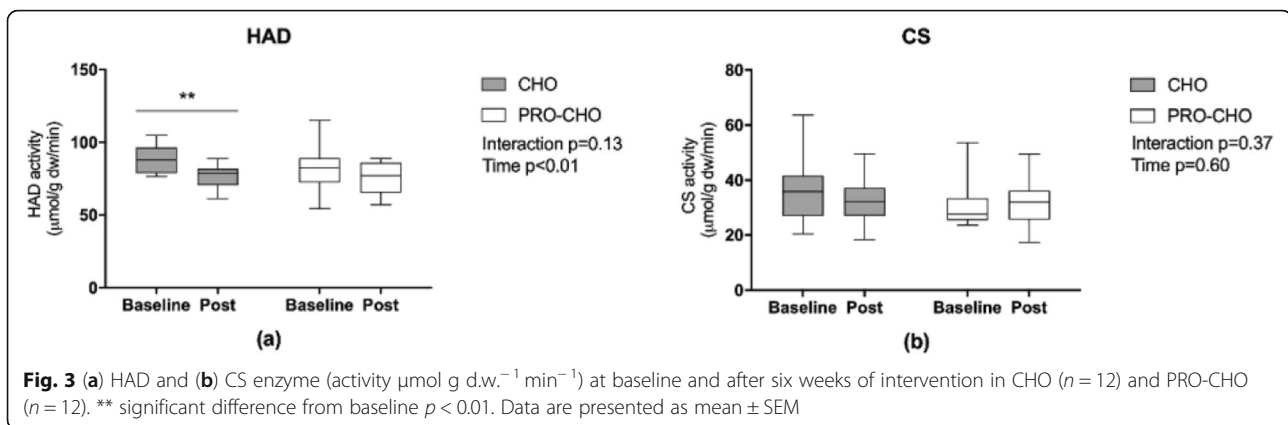 HAD
150
100
50
0
HAD activity
(μmol/g dw/min)
**
Baseline Post Baseline Post
CHO
PRO-CHO
Interaction p=0.13
Time p<0.01
(a)
CS
80
60
40
20
0
CS activity
(μmol/g dw/min)
Baseline Post Baseline Post
CHO
PRO-CHO
Interaction p=0.37
Time p=0.60
(b)
Fig. 3 (a) HAD and (b) CS enzyme (activity μmol g d.w.⁻¹ min⁻¹) at baseline and after six weeks of intervention in CHO (n = 12) and PRO-CHO
(n = 12). ** significant difference from baseline p < 0.01. Data are presented as mean ± SEM